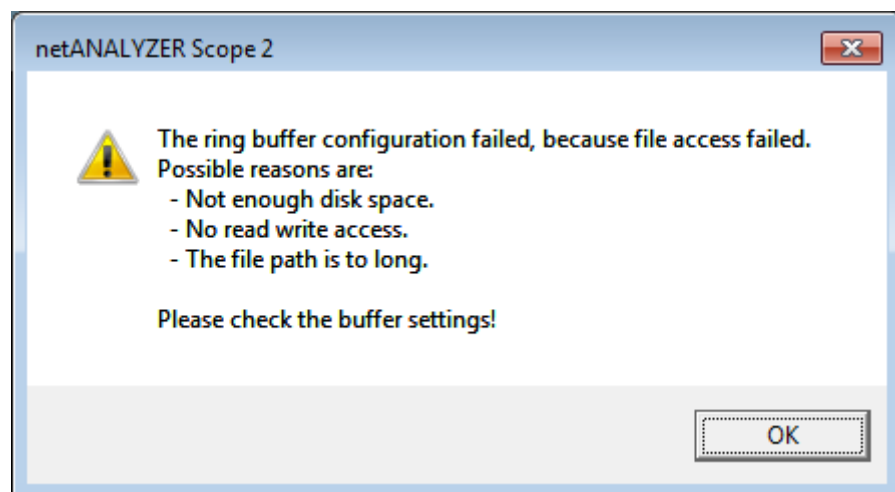 netANALYZER Scope 2
The ring buffer configuration failed, because file access failed.
Possible reasons are:
- Not enough disk space.
- No read write access.
- The file path is to long.
Please check the buffer settings!
OK